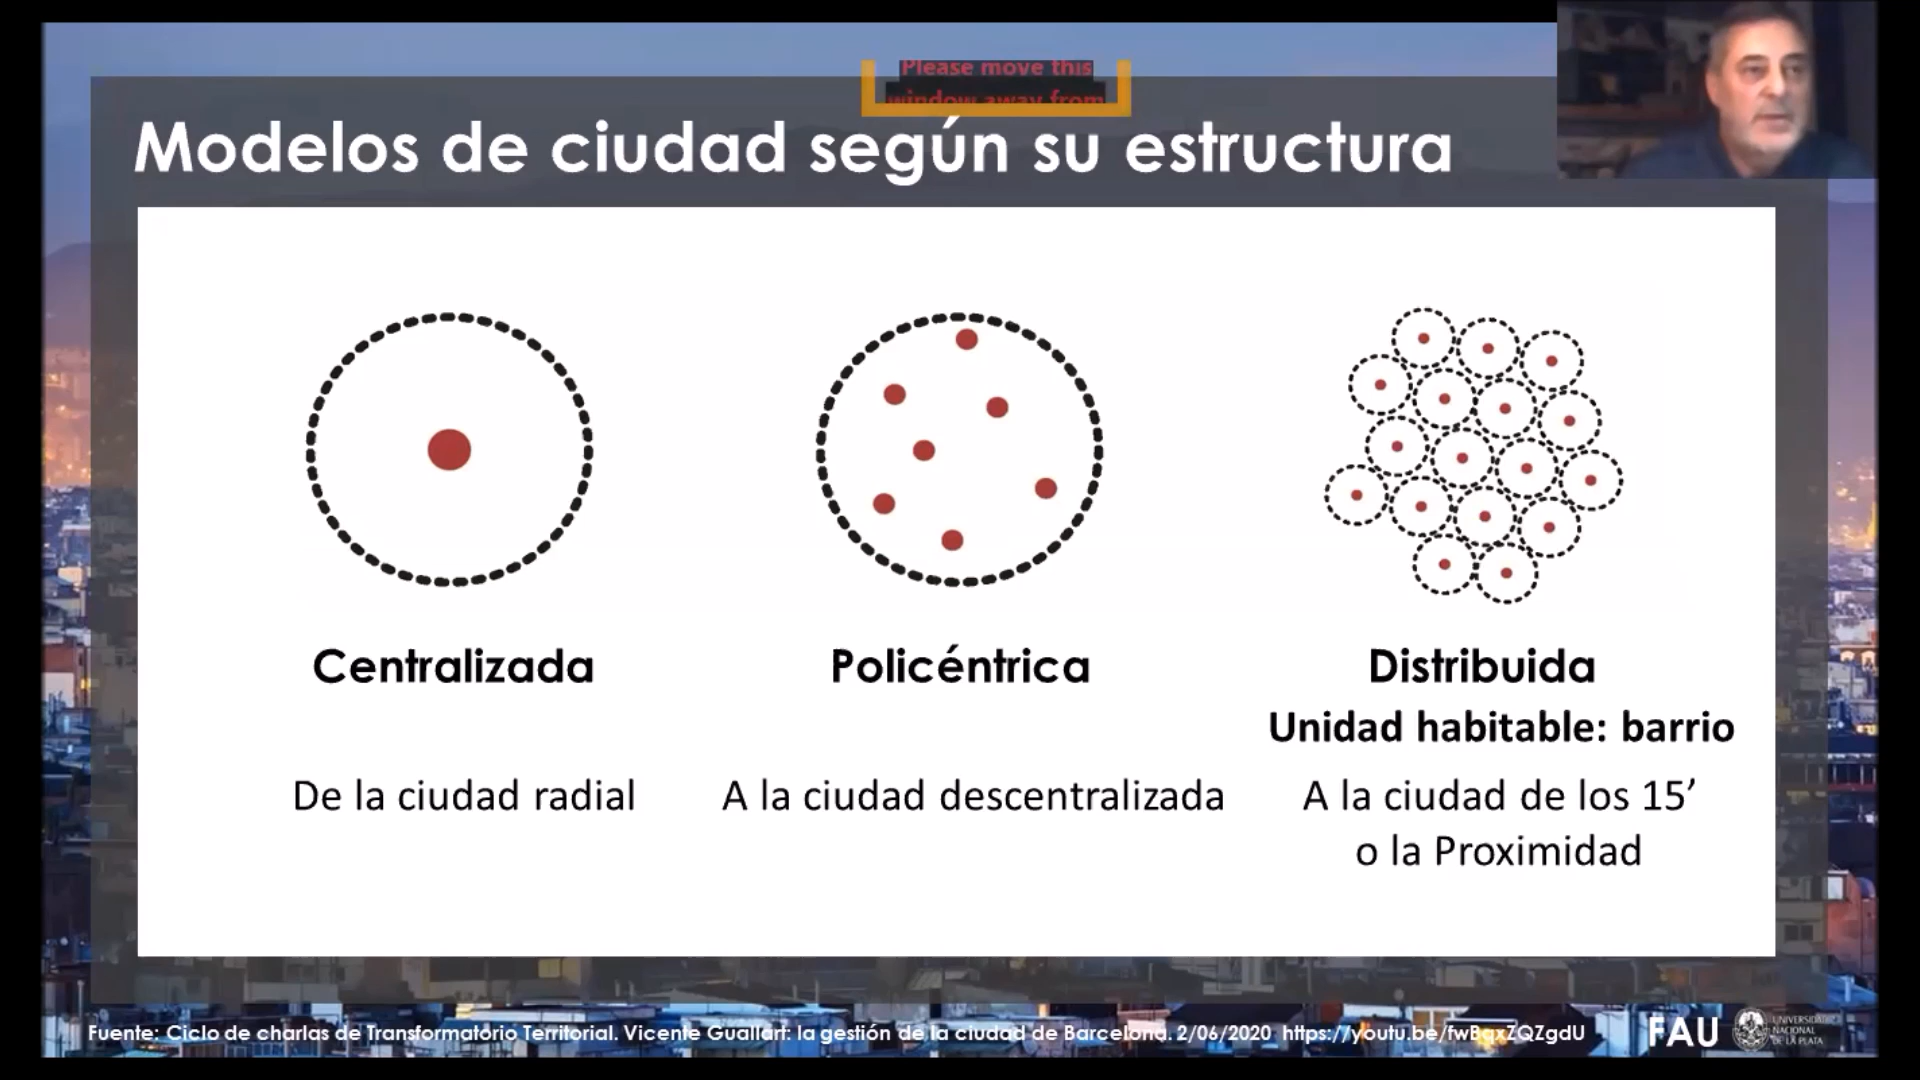 Please move this
window away from
Modelos de ciudad según su estructura
Centralizada
Policéntrica
Distribuida
Unidad habitable: barrio
De la ciudad radial
A la ciudad descentralizada
A la ciudad de los 15’
o la Proximidad
Fuente: Ciclo de charlas de Transformatorio Territorial. Vicente Guallart: la gestión de la ciudad de Barcelona. 2/06/2020 https://youtu.be/fwBqxZQZgdU
FAU
UNIVERSIDAD
NACIONAL
DE LA PLATA